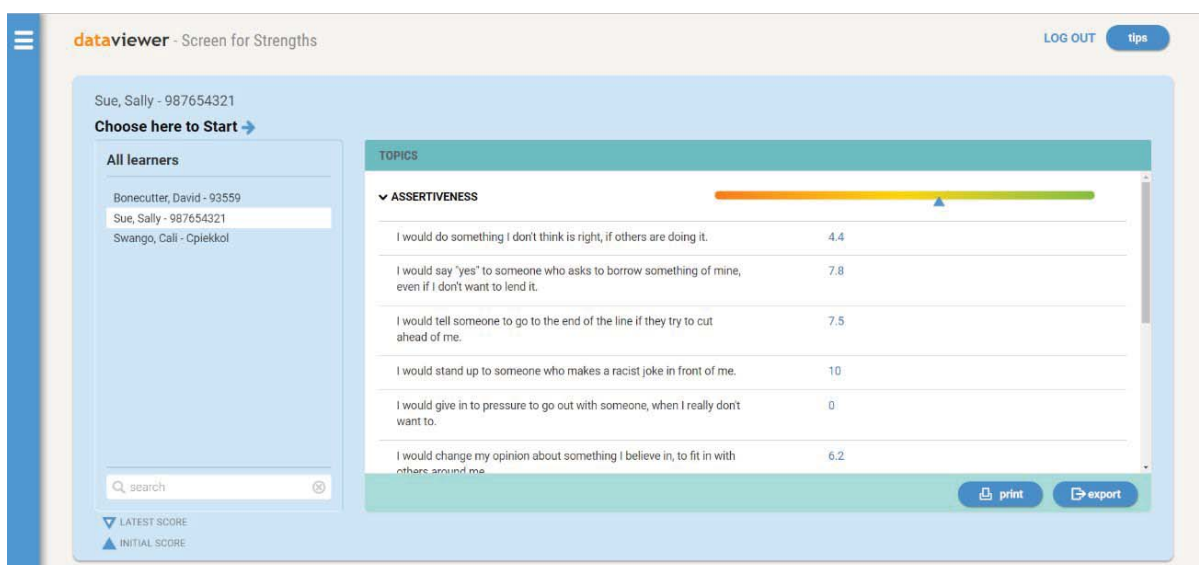 dataviewer - Screen for Strengths
LOG OUT
tips
Sue, Sally - 987654321
Choose here to Start
All learners
Bonecutter, David - 93559
Sue, Sally - 987654321
Swango, Cali - Cpiekkol
search
LATEST SCORE
INITIAL SCORE
TOPICS
ASSERTIVENESS
I would do something I don't think is right, if others are doing it.
4.4
I would say "yes" to someone who asks to borrow something of mine,
even if I don't want to lend it.
7.8
I would tell someone to go to the end of the line if they try to cut
ahead of me.
7.5
I would stand up to someone who makes a racist joke in front of me.
10
I would give in to pressure to go out with someone, when I really don't
want to.
0
I would change my opinion about something I believe in, to fit in with
others around me
6.2
print
export